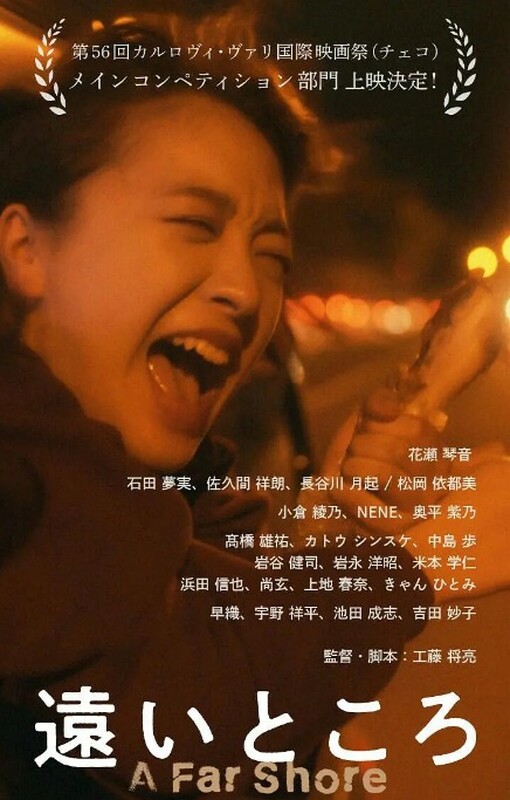 第56回カルロヴィ・ヴァリ国際映画祭(チェコ)
メインコンペティション部門 上映決定!
花瀬 琴音
石田 夢実、佐久間 祥朗、長谷川 月起 / 松岡 依都美
小倉 綾乃、NENE、奥平 紫乃
髙橋 雄祐、カトウ シンスケ、中島 歩
岩谷 健司、岩永 洋昭、米本 学仁
浜田 信也、尚玄、上地 春奈、きゃん ひとみ
早織、宇野 祥平、池田 成志、吉田 妙子
監督・脚本：工藤 将亮
遠いところ
A Far Shore